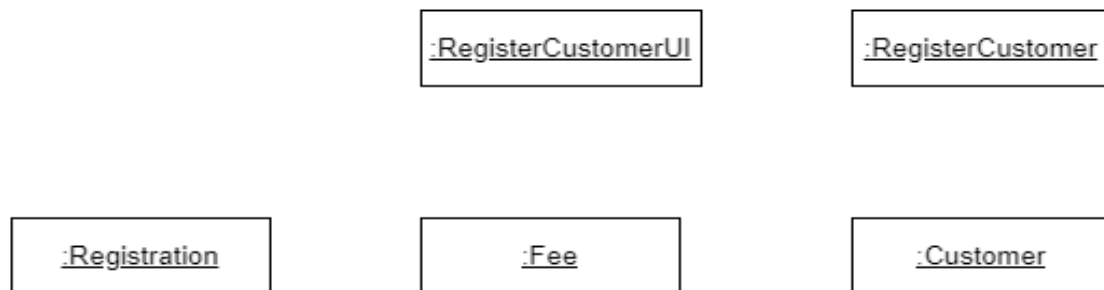 :RegisterCustomerUI
:RegisterCustomer
:Registration
:Fee
:Customer